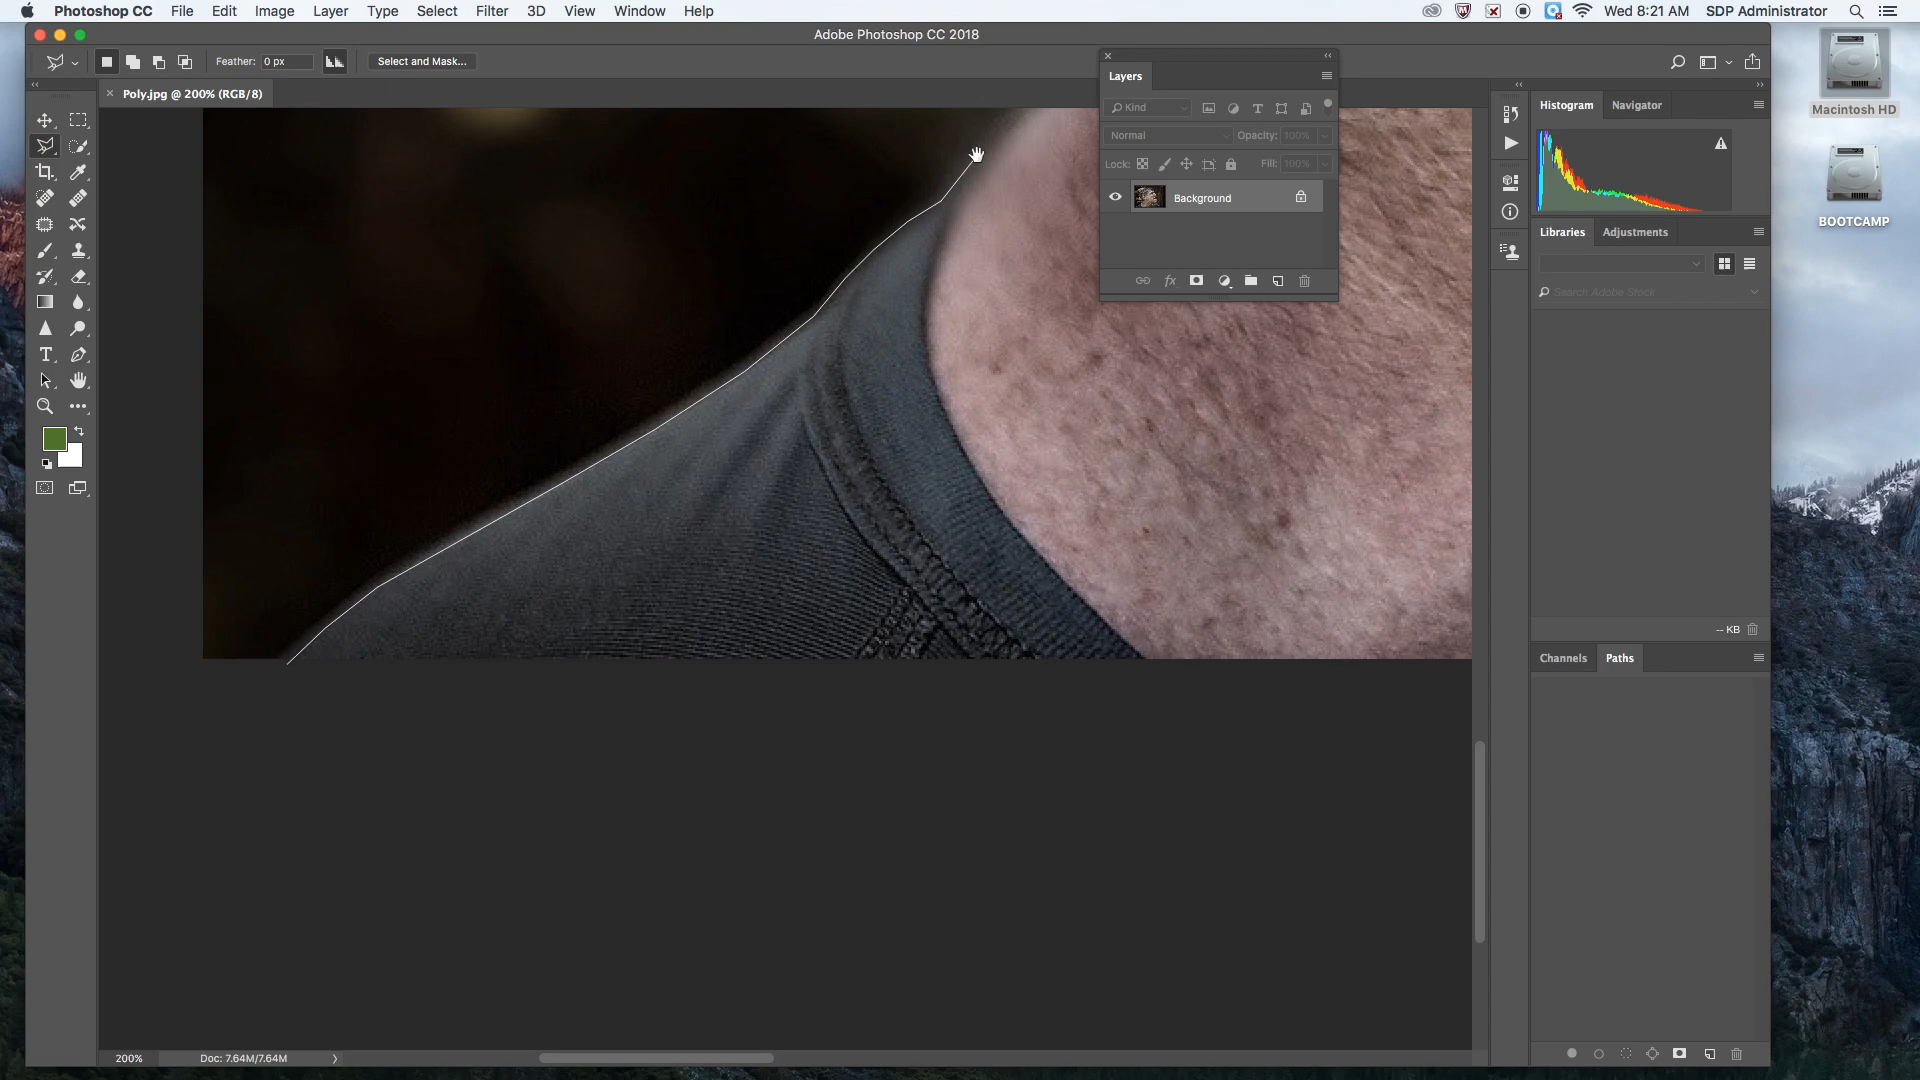 Photoshop CC File Edit Image Layer Type Select Filter 3D View Window Help Wed 8:21 AM SDP Administrator
Adobe Photoshop CC 2018
Feather: 0 px Select and Mask...
Poly.jpg @ 200% (RGB/8)
Layers
Kind
Normal Opacity: 100%
Lock: Fill: 100%
Background
Histogram Navigator
Libraries Adjustments
Search Adobe Stock
-- KB
Channels Paths
Macintosh HD
BOOTCAMP
200% Doc: 7.64M/7.64M